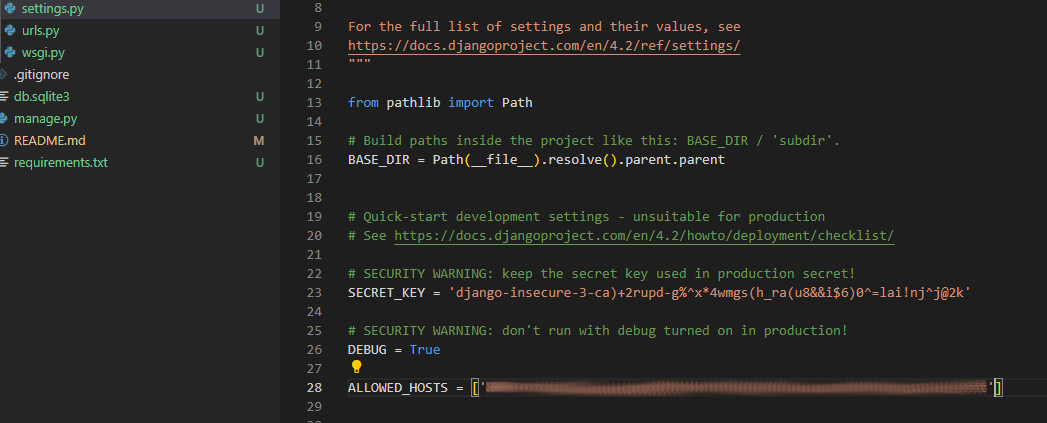 settings.py U
urls.py U
wsgi.py U
.gitignore
db.sqlite3 U
manage.py U
README.md M
requirements.txt U
8
9 For the full list of settings and their values, see
10 https://docs.djangoproject.com/en/4.2/ref/settings/
11 """
12
13 from pathlib import Path
14
15 # Build paths inside the project like this: BASE_DIR / 'subdir'.
16 BASE_DIR = Path(__file__).resolve().parent.parent
17
18
19 # Quick-start development settings - unsuitable for production
20 # See https://docs.djangoproject.com/en/4.2/howto/deployment/checklist/
21
22 # SECURITY WARNING: keep the secret key used in production secret!
23 SECRET_KEY = 'django-insecure-3-ca)+2rupd-g%^x*4wmgs(h_ra(u8&&i$6)0^=lai!nj^j@2k'
24
25 # SECURITY WARNING: don't run with debug turned on in production!
26 DEBUG = True
27
28 ALLOWED_HOSTS = ['']
29